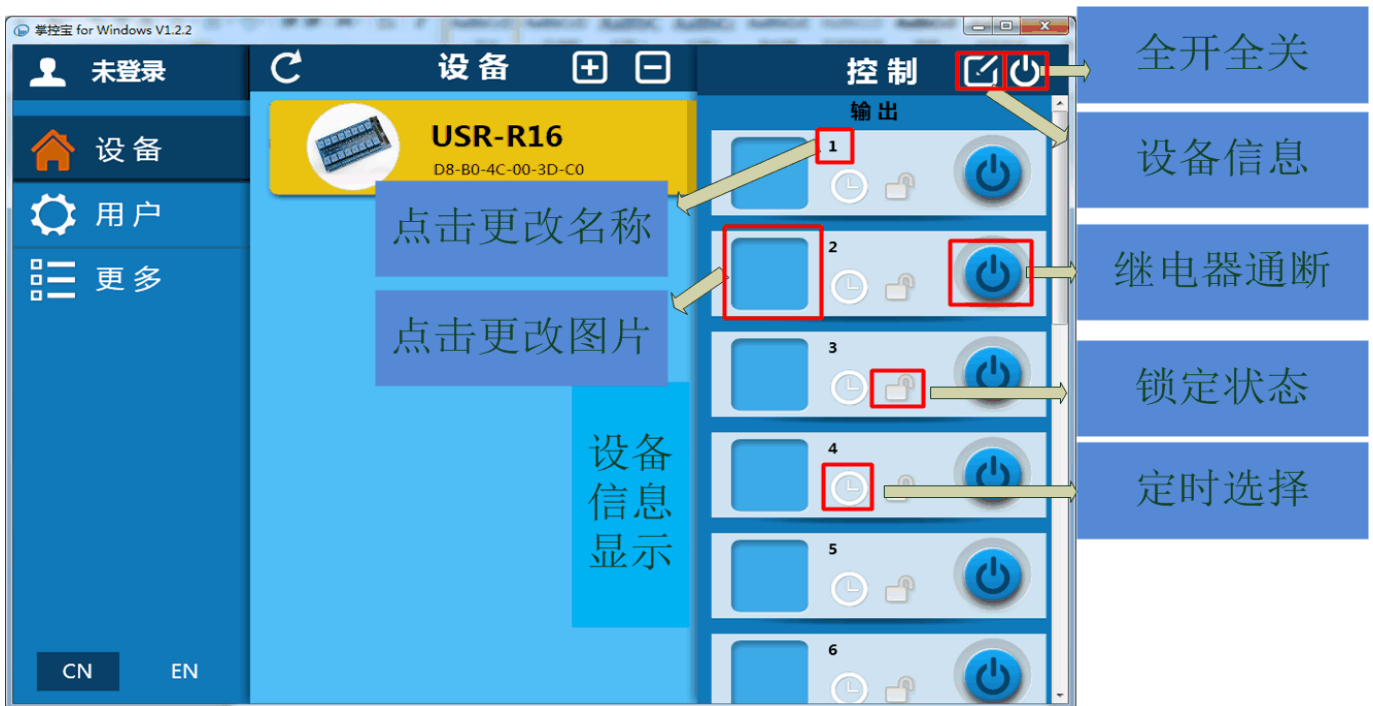 掌控宝 for Windows V1.2.2
未登录
设备
用户
更多
CN
EN
设备
USR-R16
D8-B0-4C-00-3D-C0
点击更改名称
点击更改图片
设备
信息
显示
控制
输出
1
2
3
4
5
6
全开全关
设备信息
继电器通断
锁定状态
定时选择